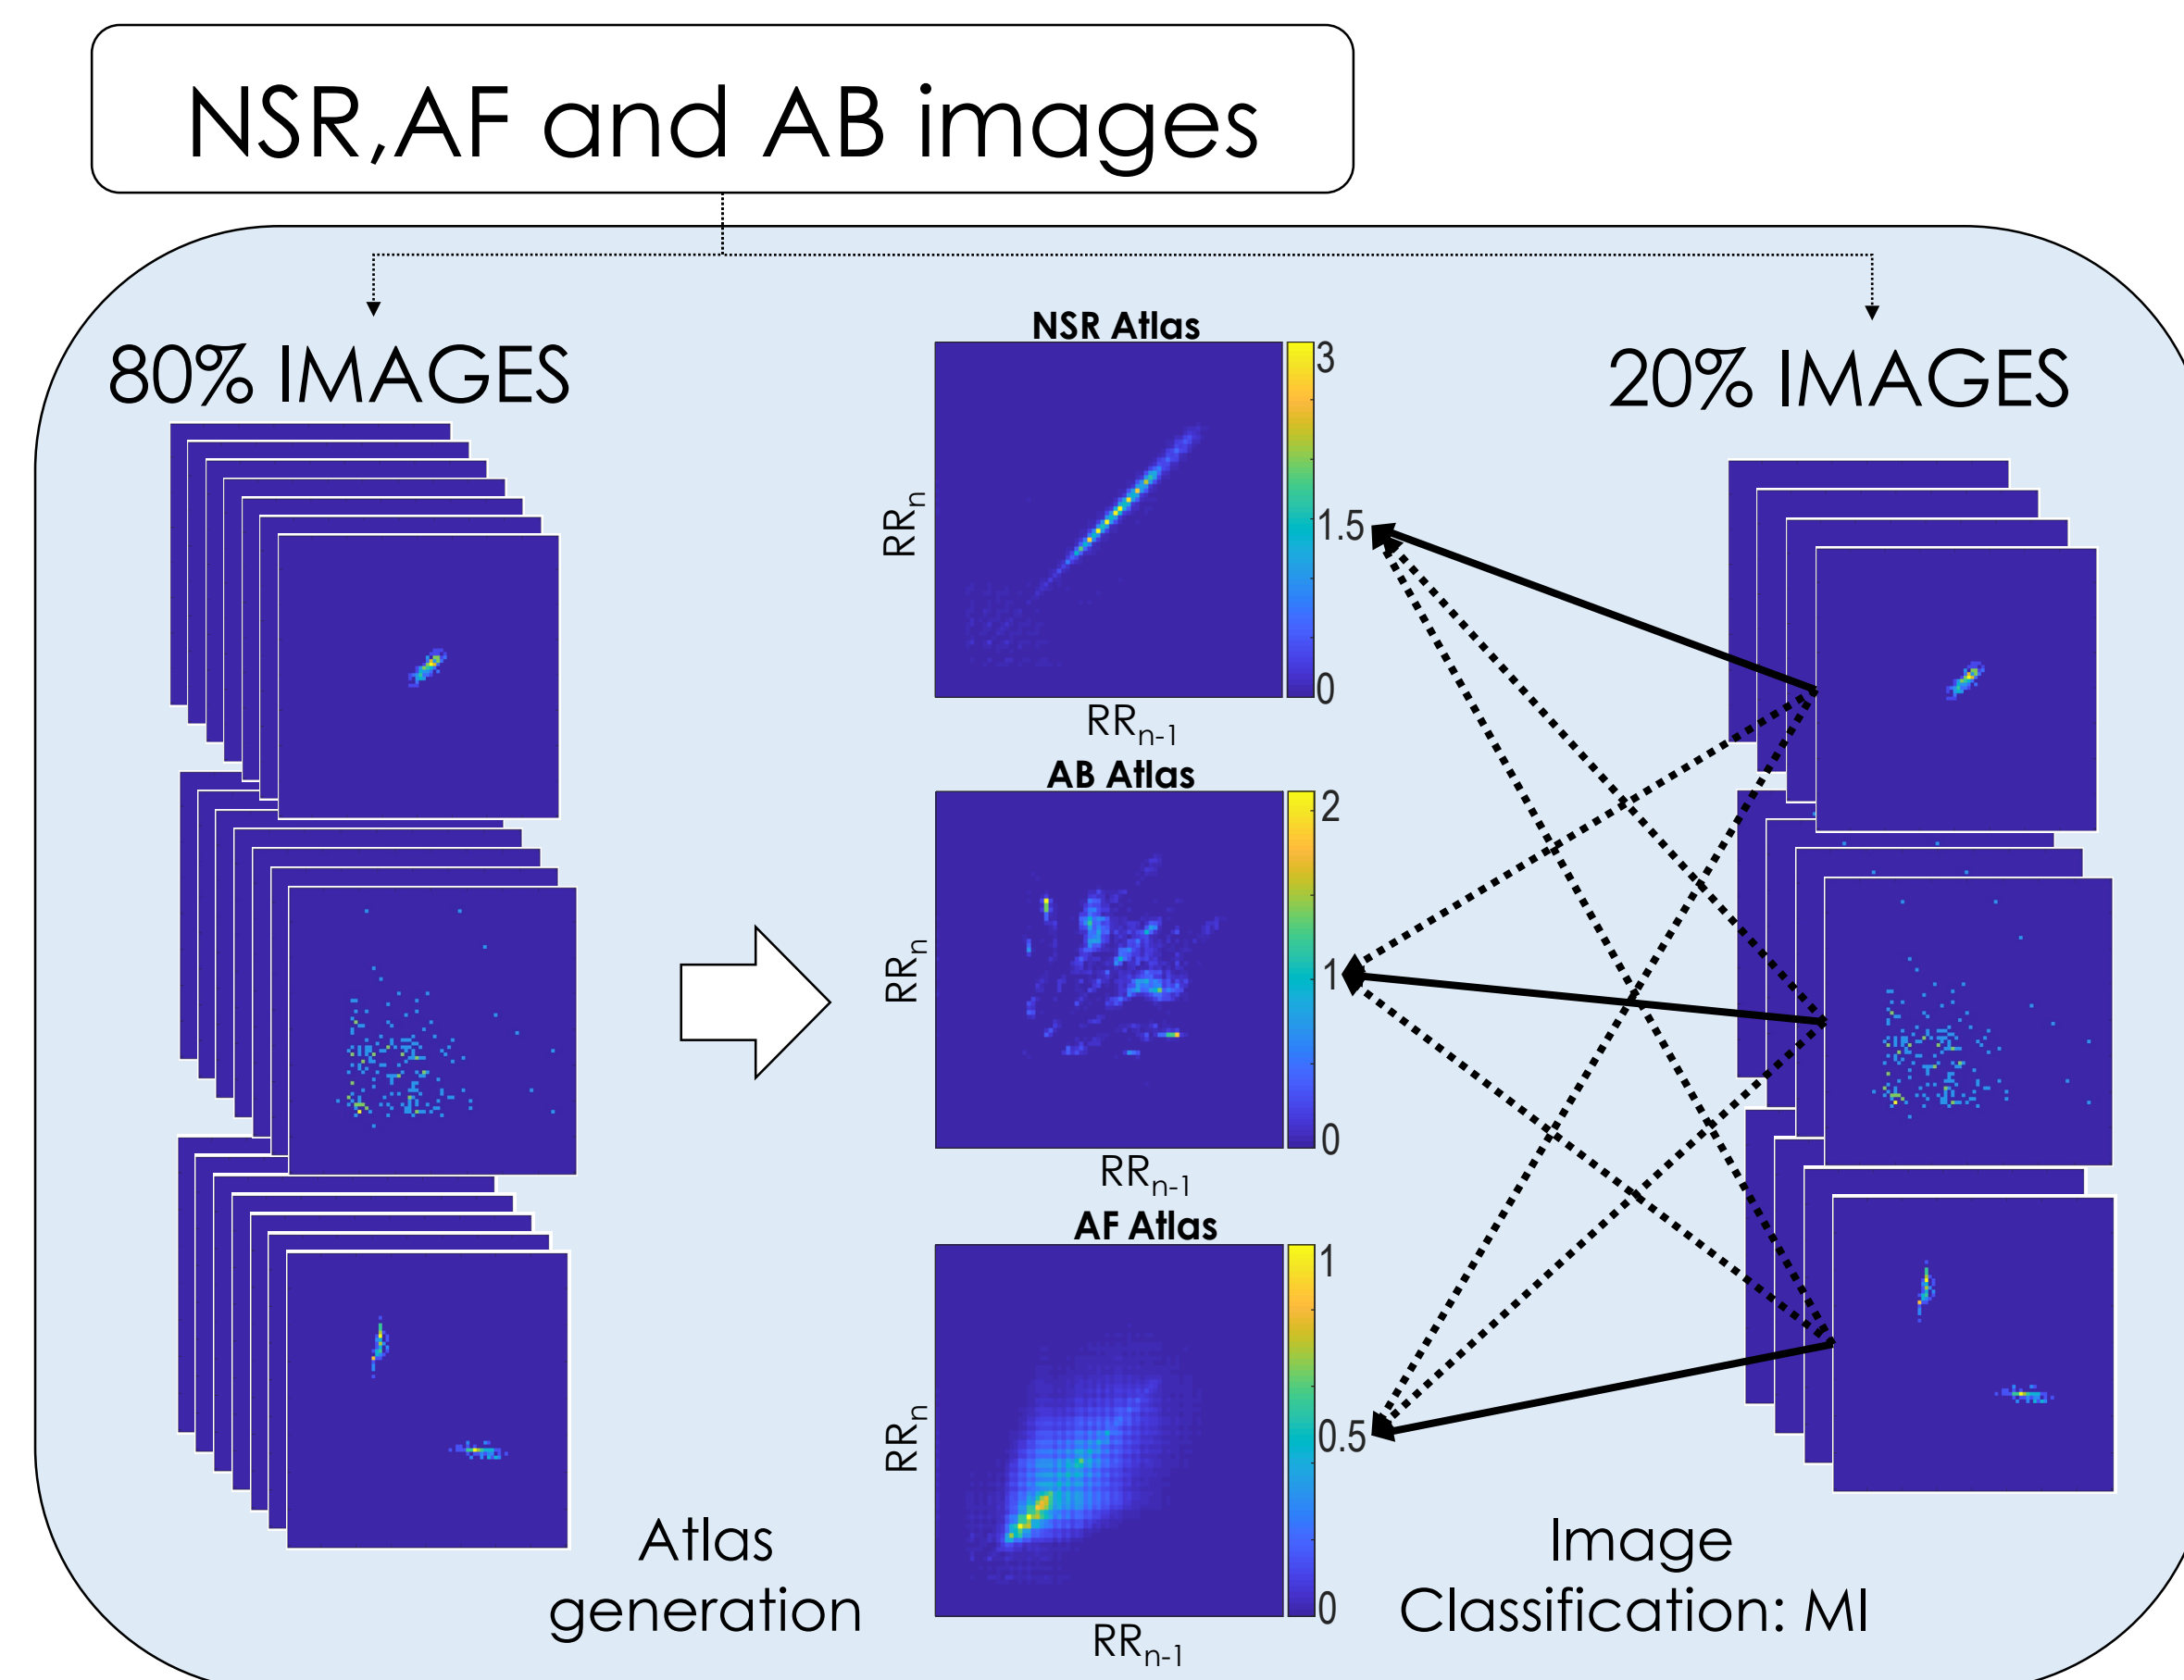 NSR,AF and AB images
80% IMAGES
20% IMAGES
NSR Atlas
3
1.5
0
RRn
RRn-1
AB Atlas
2
1
0
RRn
RRn-1
AF Atlas
1
0.5
0
RRn
RRn-1
Atlas
generation
Image
Classification: MI